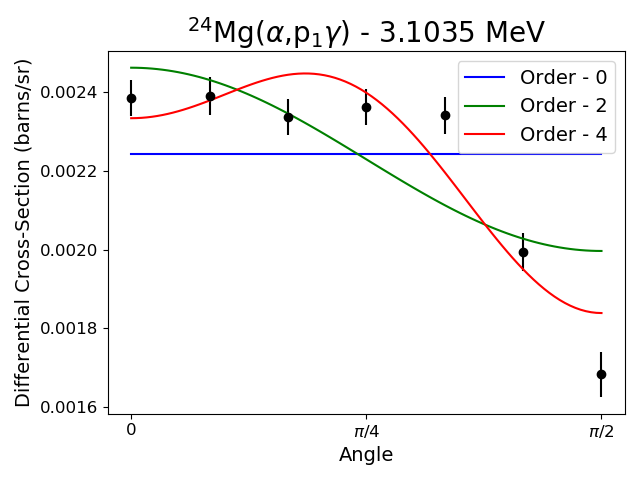 ²⁴Mg(α,p₁γ) - 3.1035 MeV
Differential Cross-Section (barns/sr)
0.0024
0.0022
0.0020
0.0018
0.0016
Order - 0
Order - 2
Order - 4
0 π/4 π/2
Angle